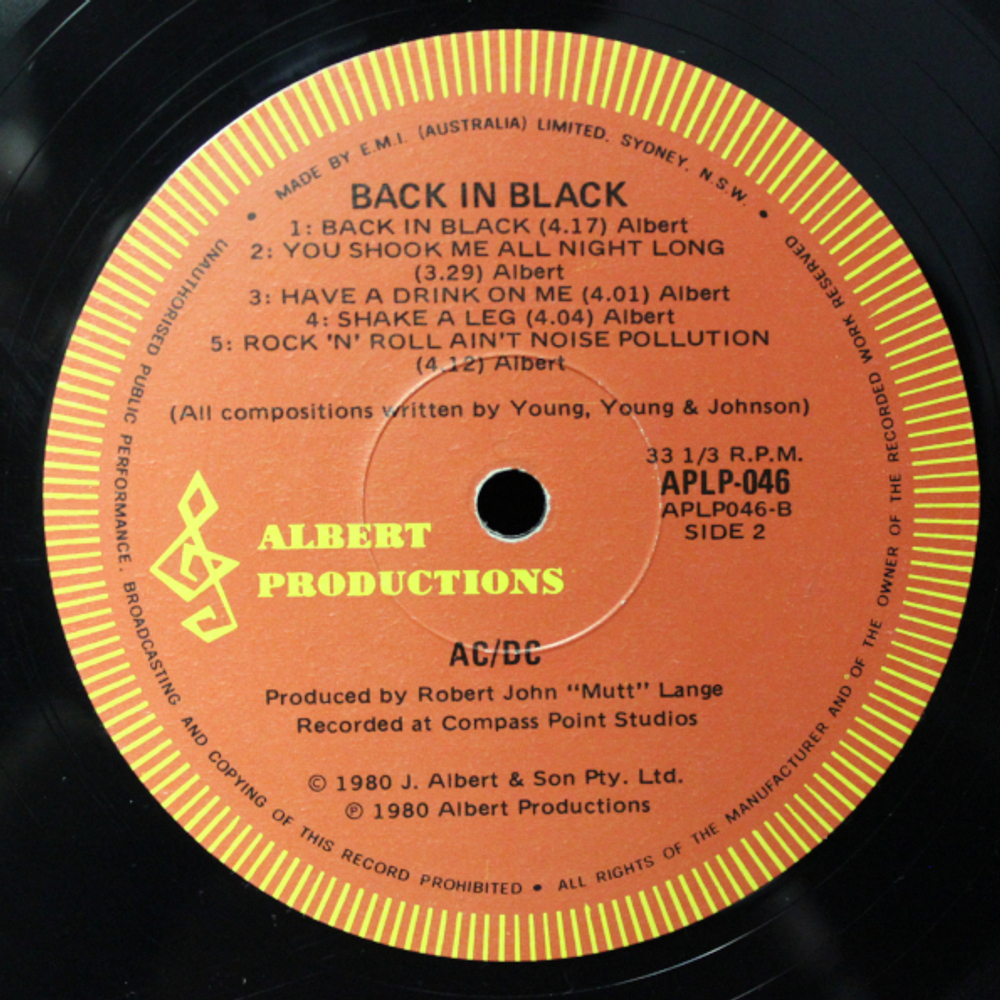 MADE BY E.M.I. (AUSTRALIA) LIMITED. SYDNEY. N.S.W.
BACK IN BLACK
1: BACK IN BLACK (4.17) Albert
2: YOU SHOOK ME ALL NIGHT LONG
(3.29) Albert
3: HAVE A DRINK ON ME (4.01) Albert
4: SHAKE A LEG (4.04) Albert
5: ROCK 'N' ROLL AIN'T NOISE POLLUTION
(4.12) Albert
(All compositions written by Young, Young & Johnson)
33 1/3 R.P.M.
APLP-046
APLP046-B
SIDE 2
ALBERT
PRODUCTIONS
AC/DC
Produced by Robert John “Mutt” Lange
Recorded at Compass Point Studios
© 1980 J. Albert & Son Pty. Ltd.
℗ 1980 Albert Productions
• UNAUTHORISED PUBLIC PERFORMANCE. BROADCASTING AND COPYING OF THIS RECORD PROHIBITED • ALL RIGHTS OF THE MANUFACTURER AND OF THE OWNER OF THE RECORDED WORK RESERVED •